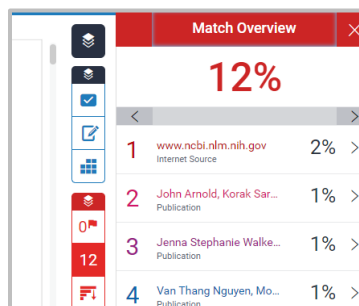 Match Overview
12%
1 www.ncbi.nlm.nih.gov 2%
Internet Source
2 John Arnold, Korak Sar... 1%
Publication
0
12
3 Jenna Stephanie Walke... 1%
Publication
4 Van Thang Nguyen, Mo... 1%
Publication